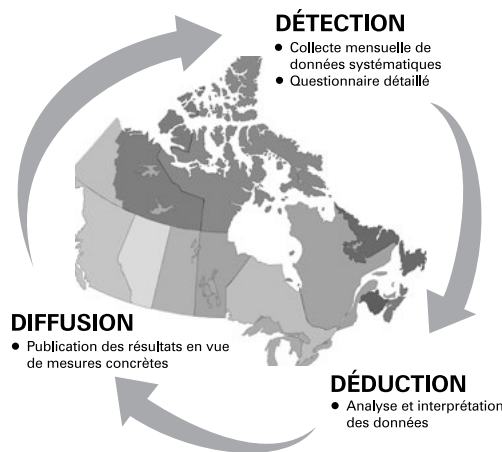 DÉTECTION
● Collecte mensuelle de
données systématiques
● Questionnaire détaillé
DIFFUSION
● Publication des résultats en vue
de mesures concrètes
DÉDUCTION
● Analyse et interprétation
des données